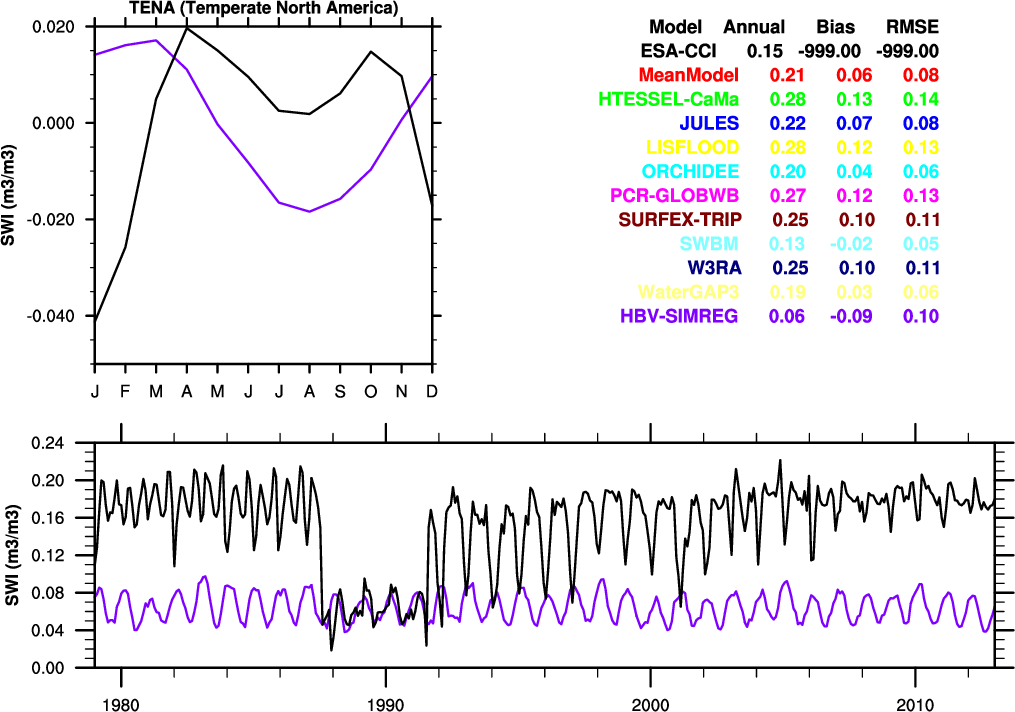 TENA (Temperate North America)
0.020
0.000
-0.020
-0.040
SWI (m3/m3)
J F M A M J J A S O N D
Model Annual Bias RMSE
ESA-CCI 0.15 -999.00 -999.00
MeanModel 0.21 0.06 0.08
HTESSEL-CaMa 0.28 0.13 0.14
JULES 0.22 0.07 0.08
LISFLOOD 0.28 0.12 0.13
ORCHIDEE 0.20 0.04 0.06
PCR-GLOBWB 0.27 0.12 0.13
SURFEX-TRIP 0.25 0.10 0.11
SWBM 0.13 -0.02 0.05
W3RA 0.25 0.10 0.11
WaterGAP3 0.19 0.03 0.06
HBV-SIMREG 0.06 -0.09 0.10
0.24
0.20
0.16
0.12
0.08
0.04
0.00
SWI (m3/m3)
1980 1990 2000 2010